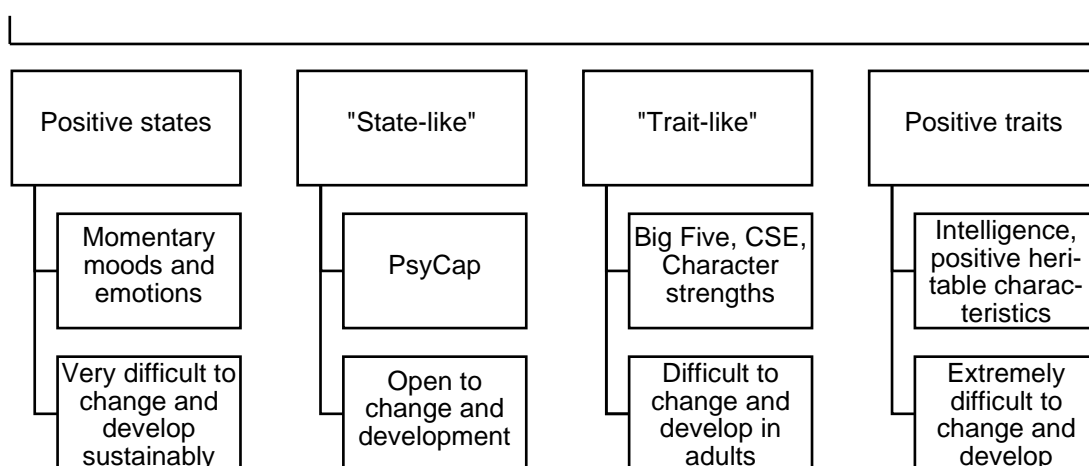 Positive states
"State-like"
"Trait-like"
Positive traits
Momentary
moods and
emotions
PsyCap
Big Five, CSE,
Character
strengths
Intelligence,
positive heri-
table charac-
teristics
Very difficult to
change and
develop
sustainably
Open to
change and
development
Difficult to
change and
develop in
adults
Extremely
difficult to
change and
develop